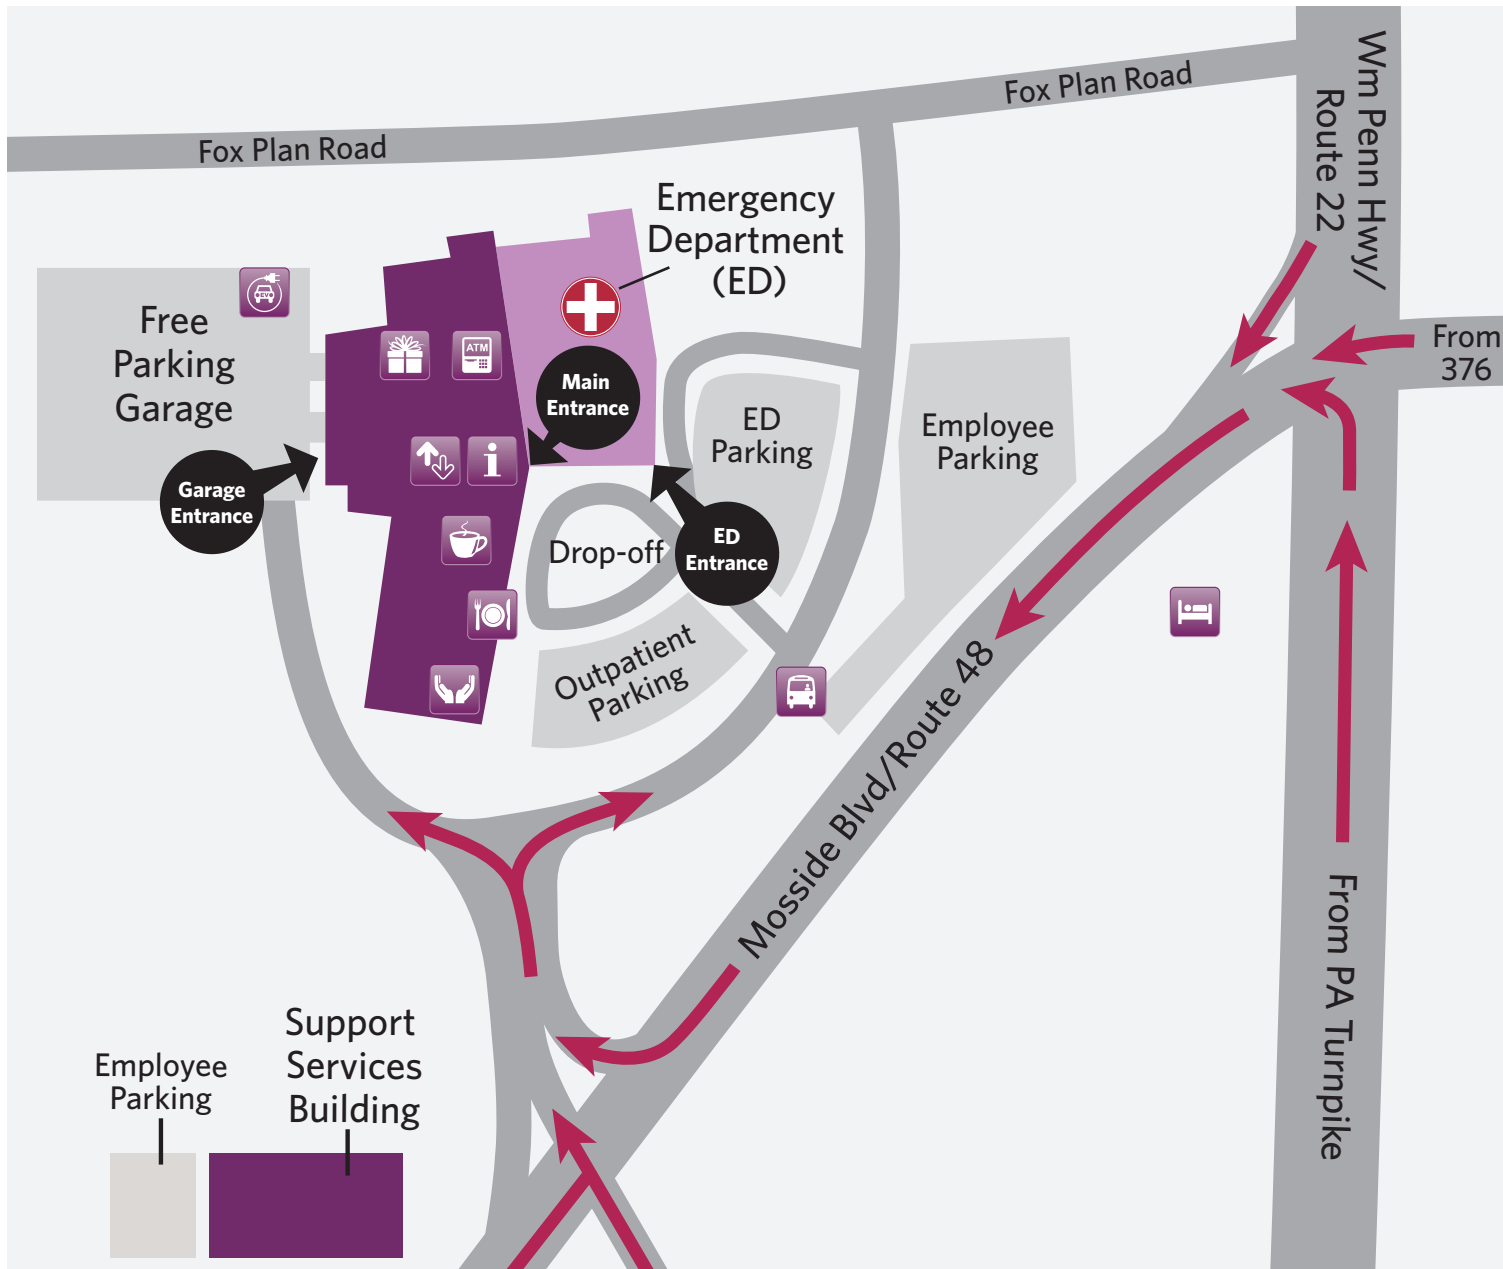 Fox Plan Road
Wm Penn Hwy/
Route 22
Fox Plan Road
Emergency
Department
(ED)
Free
Parking
Garage
EVO
ATM
Main
Entrance
From
376
ED
Parking
Employee
Parking
Garage
Entrance
i
Drop-off
ED
Entrance
Outpatient
Parking
Mosside Blvd/Route 48
From PA Turnpike
Support
Services
Building
Employee
Parking